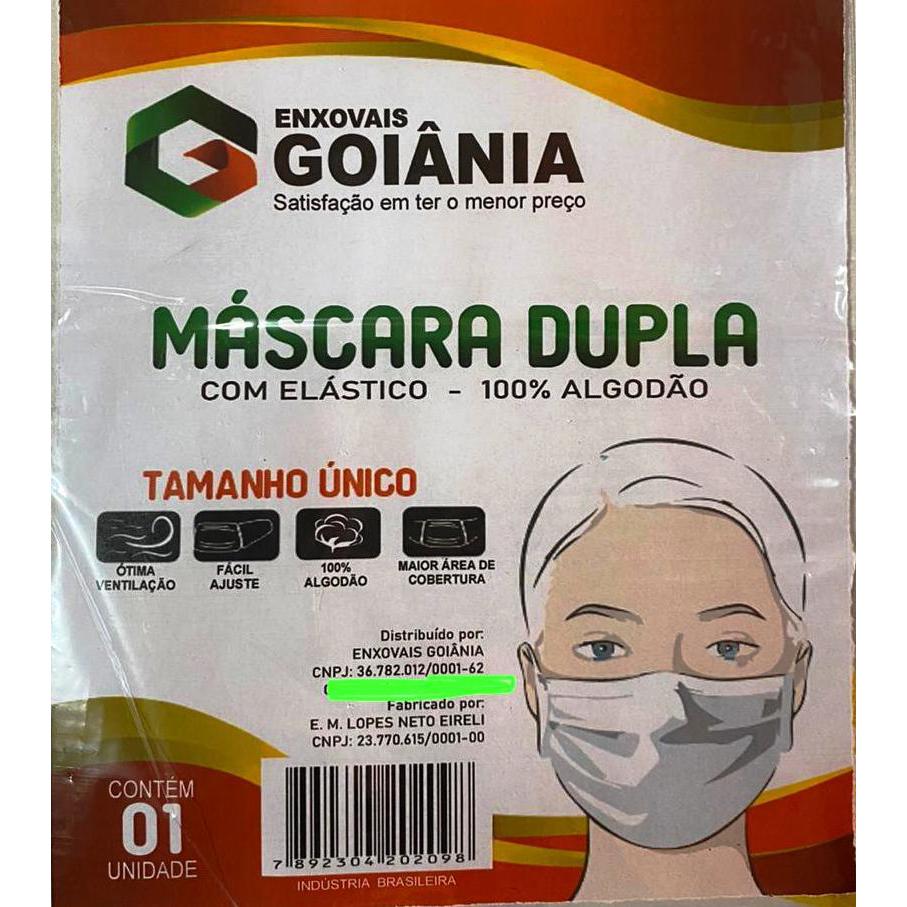 ENXOVAIS
GOIÂNIA
Satisfação em ter o menor preço
MÁSCARA DUPLA
COM ELÁSTICO - 100% ALGODÃO
TAMANHO ÚNICO
ÓTIMA
VENTILAÇÃO
FÁCIL
AJUSTE
100%
ALGODÃO
MAIOR ÁREA DE
COBERTURA
Distribuído por:
ENXOVAIS GOIÂNIA
CNPJ: 36.782.012/0001-62
Fabricado por:
E. M. LOPES NETO EIRELI
CNPJ: 23.770.615/0001-00
CONTÉM
01
UNIDADE
7 892304 202098
INDÚSTRIA BRASILEIRA